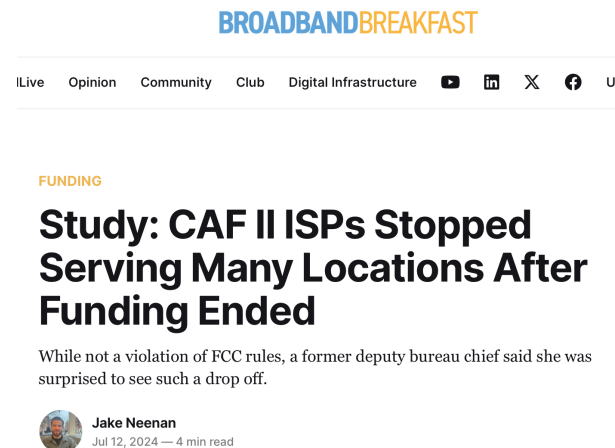 BROADBANDBREAKFAST
Live Opinion Community Club Digital Infrastructure
FUNDING
Study: CAF II ISPs Stopped
Serving Many Locations After
Funding Ended
While not a violation of FCC rules, a former deputy bureau chief said she was
surprised to see such a drop off.
Jake Neenan
Jul 12, 2024 — 4 min read